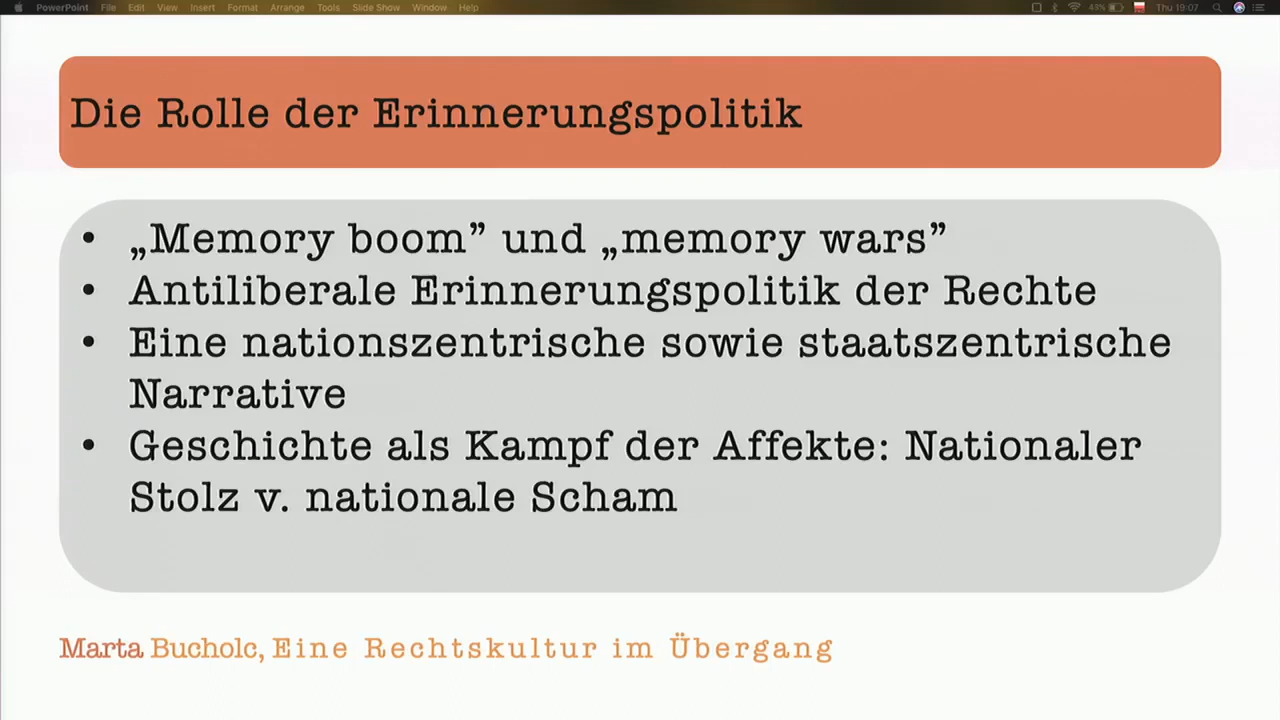 PowerPoint File Edit View Insert Format Arrange Tools Slide Show Window Help 49% Thu 19:07
Die Rolle der Erinnerungspolitik
• „Memory boom” und „memory wars”
• Antiliberale Erinnerungspolitik der Rechte
• Eine nationszentrische sowie staatszentrische
Narrative
• Geschichte als Kampf der Affekte: Nationaler
Stolz v. nationale Scham
Marta Bucholc, Eine Rechtskultur im Übergang